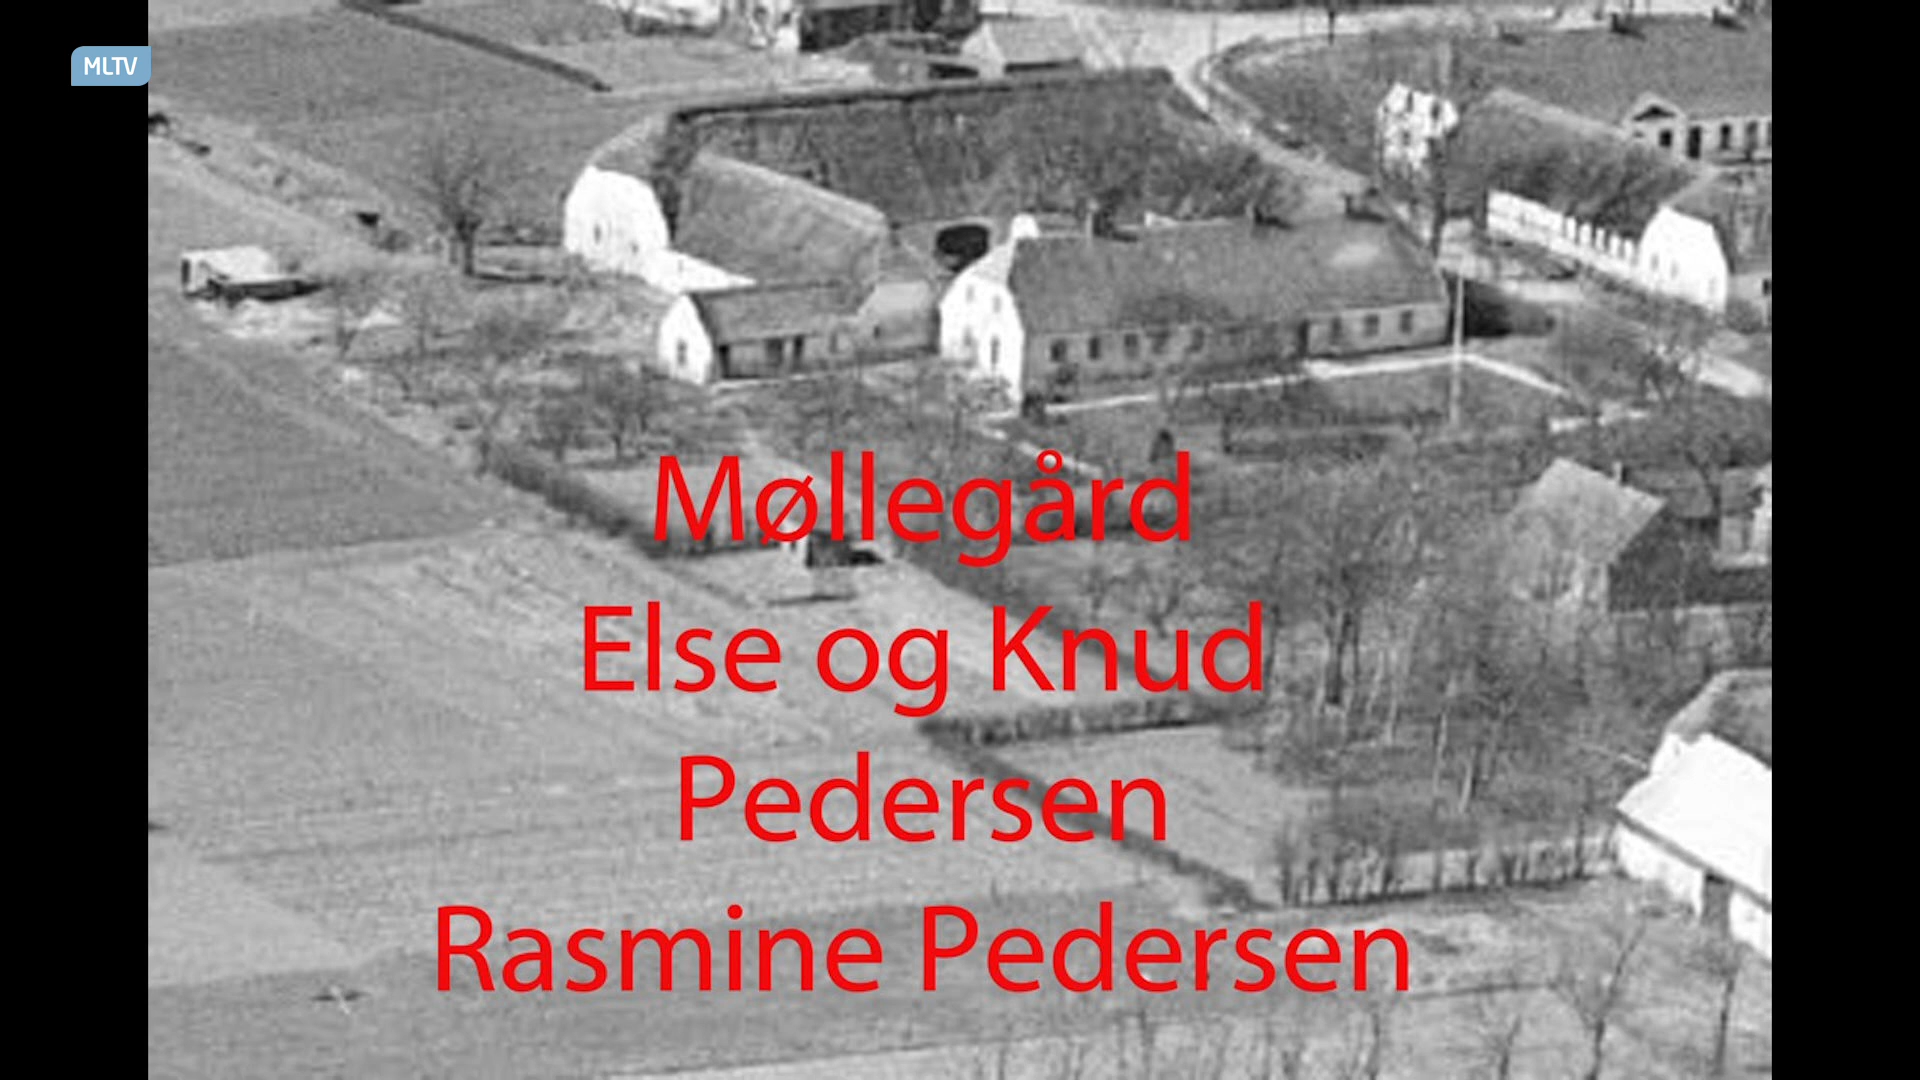 MLTV
Møllegård
Else og Knud
Pedersen
Rasmine Pedersen